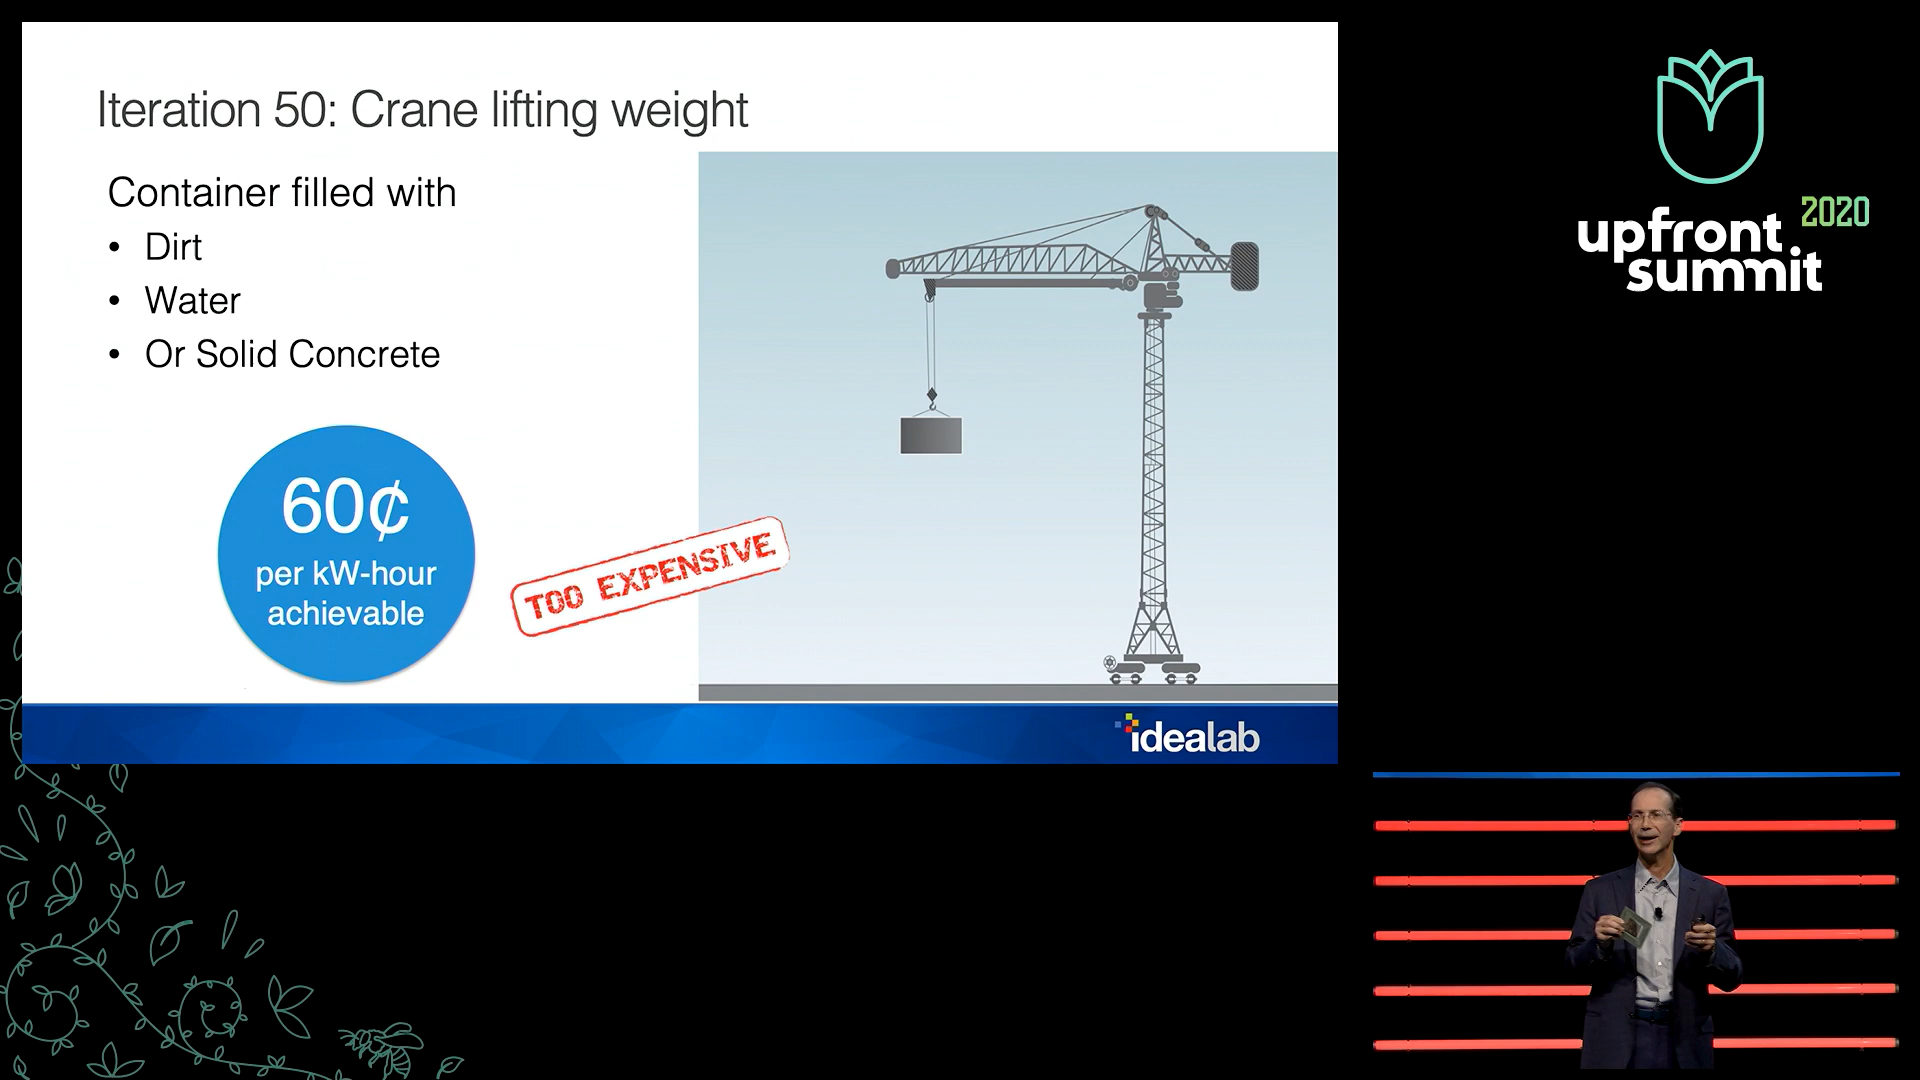 Iteration 50: Crane lifting weight
Container filled with
• Dirt
• Water
• Or Solid Concrete
60¢
per kW-hour
achievable
TOO EXPENSIVE
idealab
2020
upfront
summit